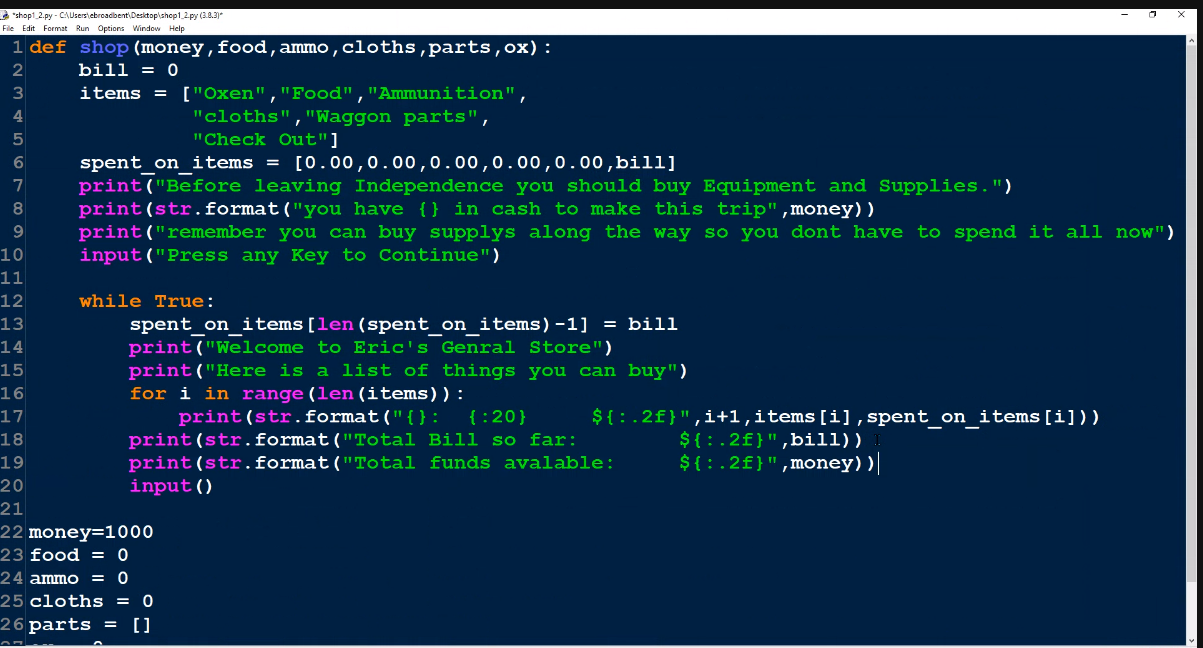 *shop1_2.py - C:\Users\ebroadbent\Desktop\shop1_2.py (3.8.3)*
File Edit Format Run Options Window Help
1 def shop(money,food,ammo,cloths,parts,ox):
2     bill = 0
3     items = ["Oxen","Food","Ammunition",
4              "cloths","Waggon parts",
5              "Check Out"]
6     spent_on_items = [0.00,0.00,0.00,0.00,0.00,bill]
7     print("Before leaving Independence you should buy Equipment and Supplies.")
8     print(str.format("you have {} in cash to make this trip",money))
9     print("remember you can buy supplys along the way so you dont have to spend it all now")
10     input("Press any Key to Continue")
11
12     while True:
13         spent_on_items[len(spent_on_items)-1] = bill
14         print("Welcome to Eric's Genral Store")
15         print("Here is a list of things you can buy")
16         for i in range(len(items)):
17             print(str.format("{}:  {:20}     ${:.2f}",i+1,items[i],spent_on_items[i]))
18         print(str.format("Total Bill so far:        ${:.2f}",bill))
19         print(str.format("Total funds avalable:     ${:.2f}",money))
20         input()
21
22 money=1000
23 food = 0
24 ammo = 0
25 cloths = 0
26 parts = []